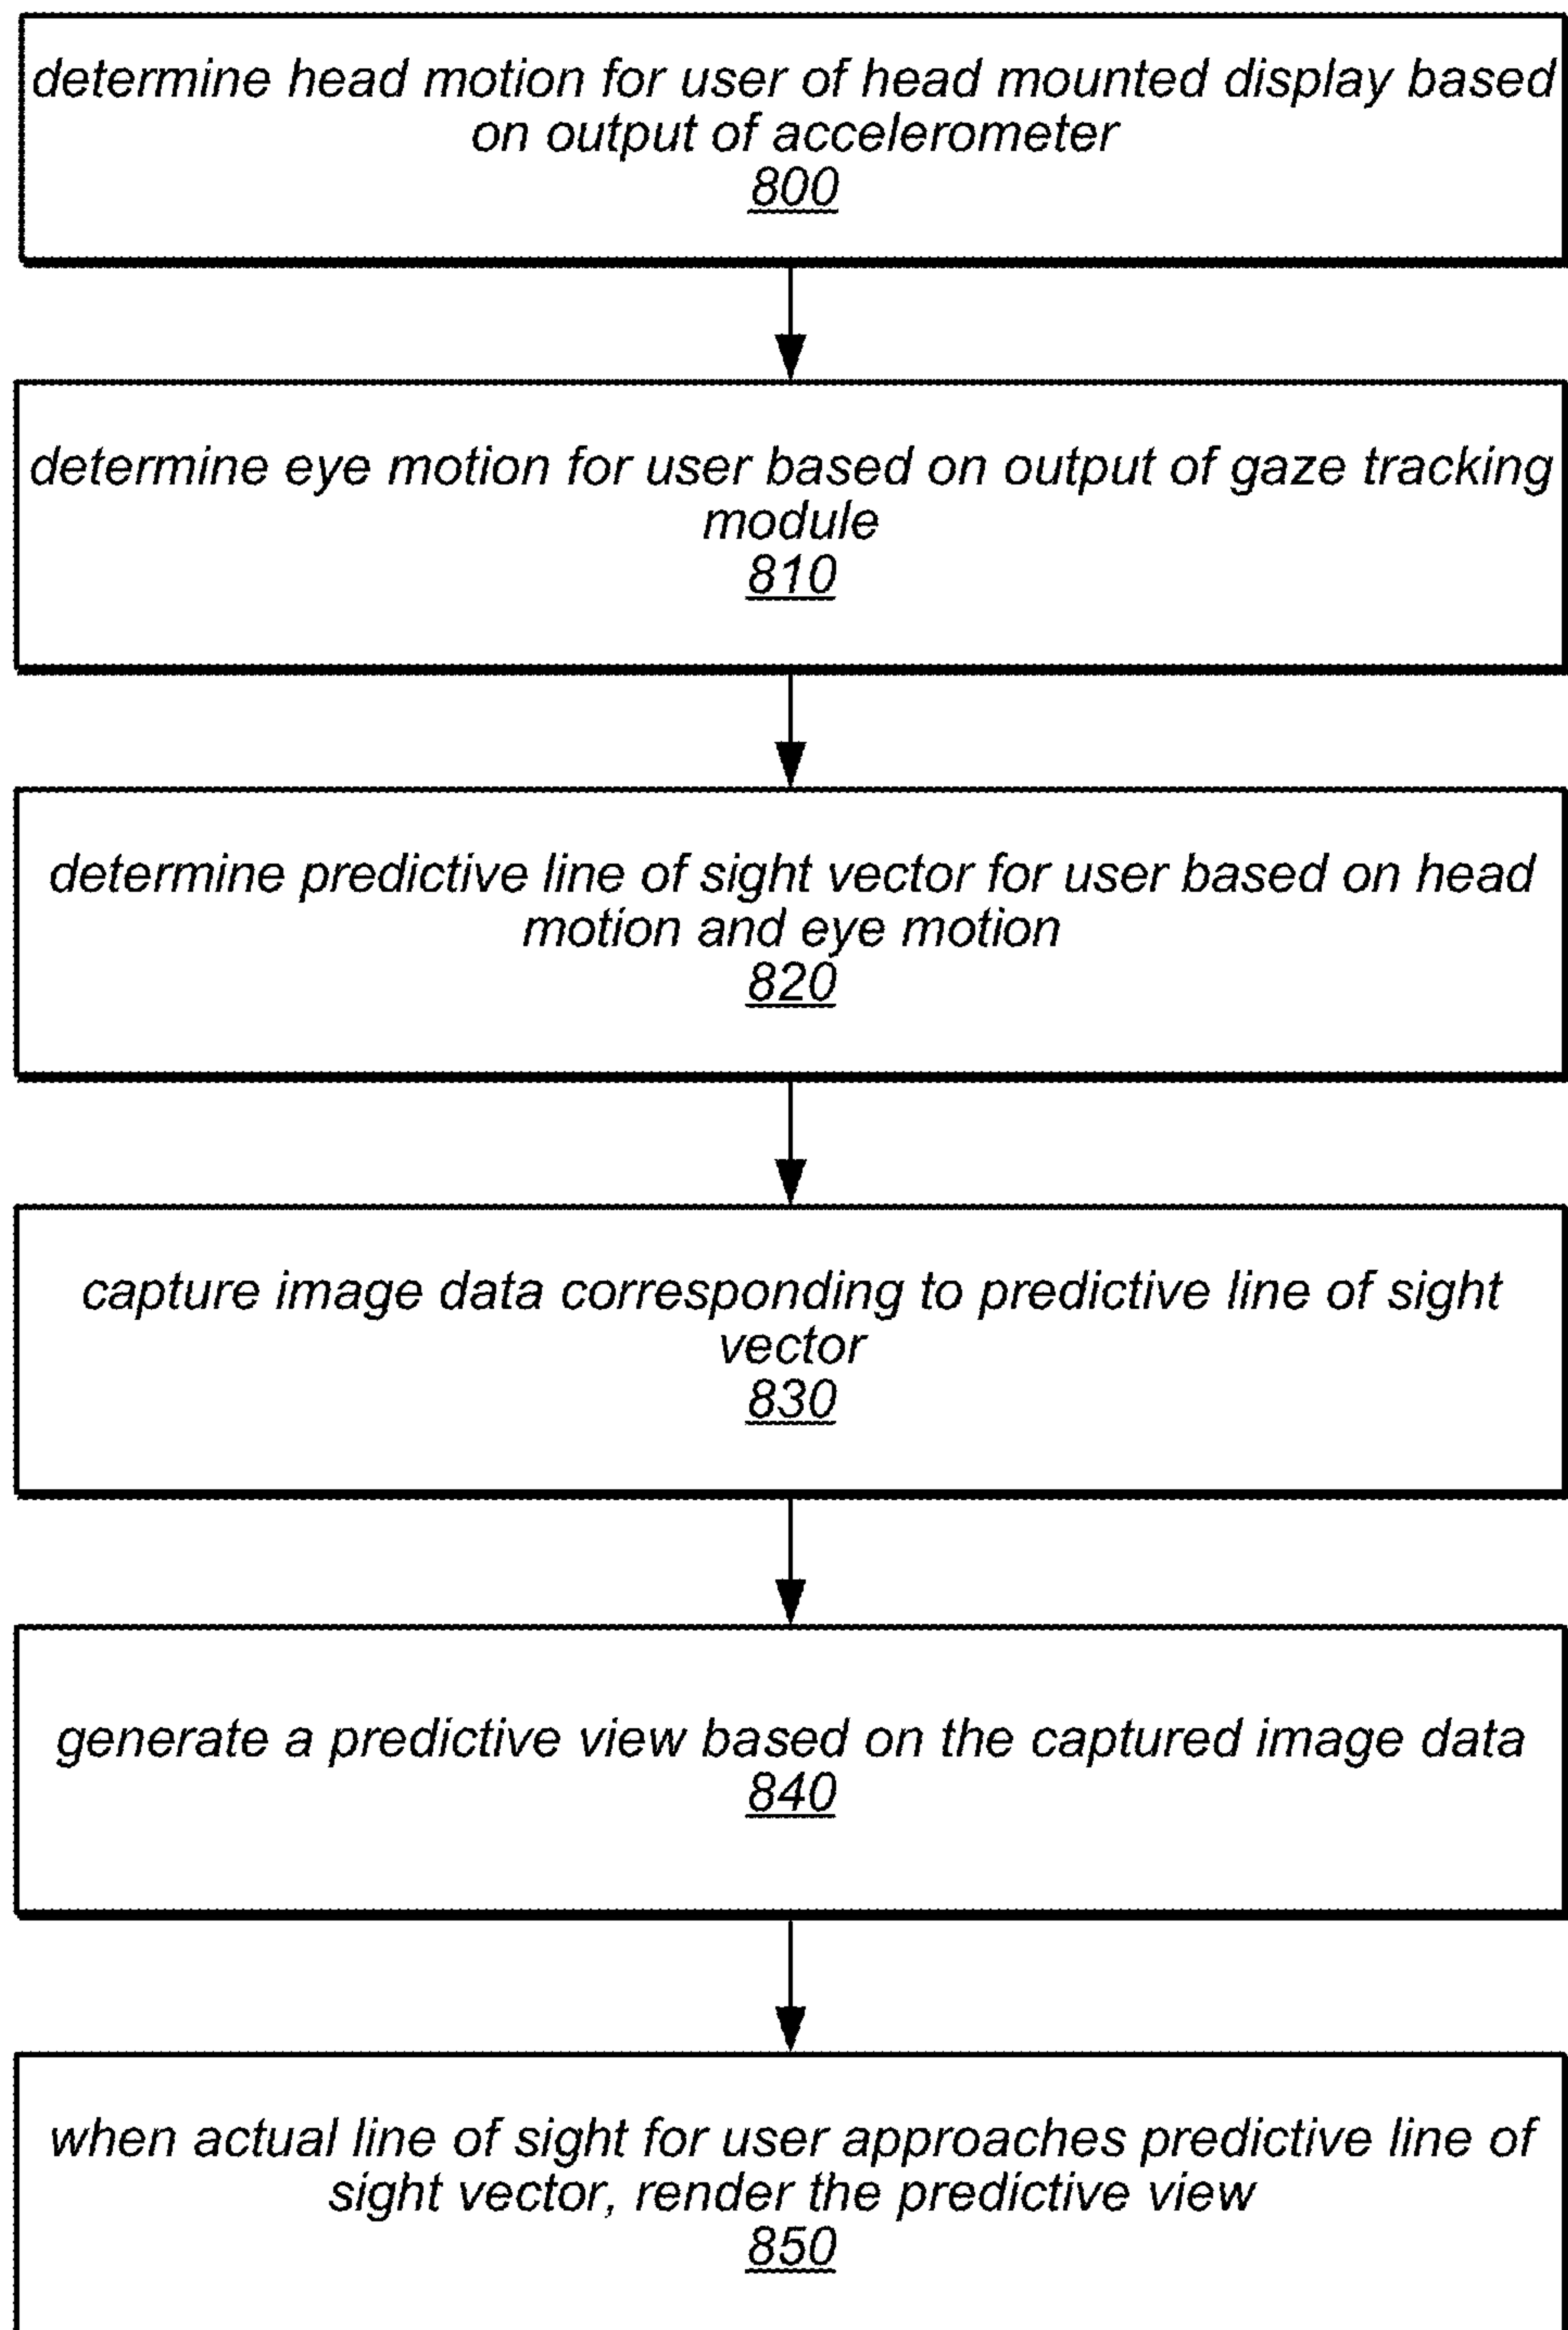 determine head motion for user of head mounted display based
on output of accelerometer
800
determine eye motion for user based on output of gaze tracking
module
810
determine predictive line of sight vector for user based on head
motion and eye motion
820
capture image data corresponding to predictive line of sight
vector
830
generate a predictive view based on the captured image data
840
when actual line of sight for user approaches predictive line of
sight vector, render the predictive view
850